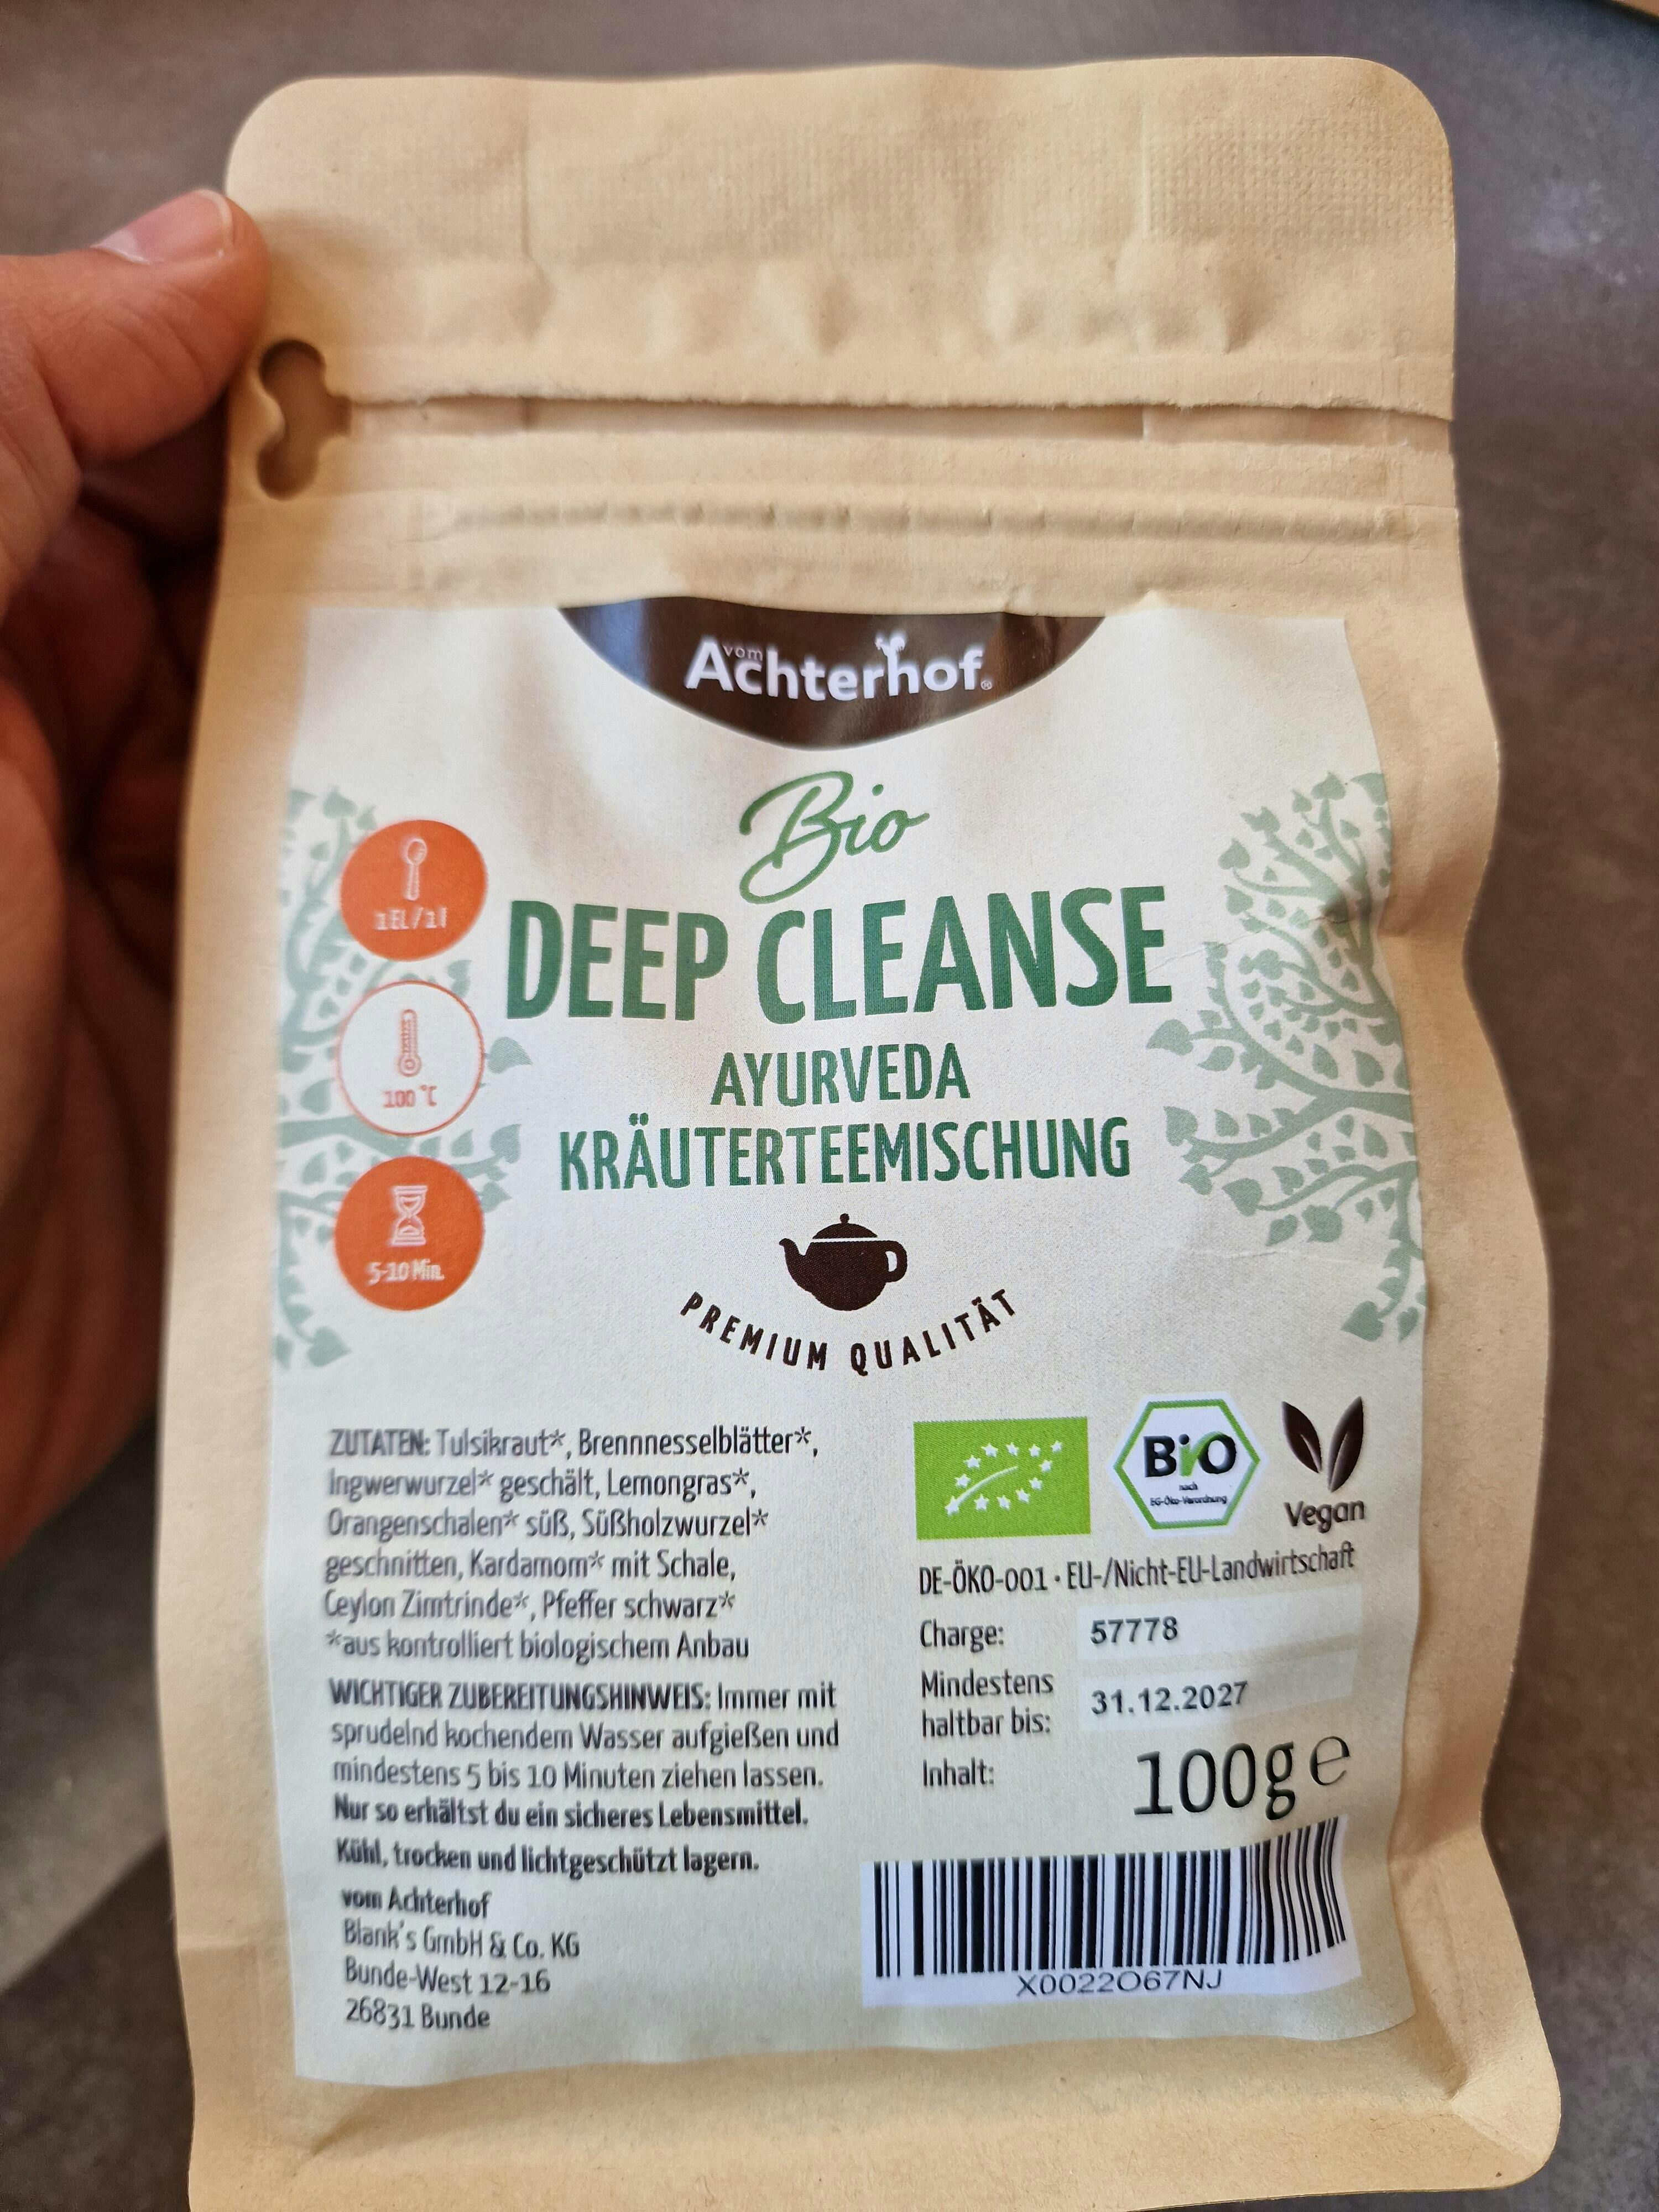 vom
Achterhof®
Bio
DEEP CLEANSE
AYURVEDA
KRÄUTERTEEMISCHUNG
1 EL / 1 l
100 °C
5-10 Min.
PREMIUM QUALITÄT
ZUTATEN: Tulsikraut*, Brennnesselblätter*,
Ingwerwurzel* geschält, Lemongras*,
Orangenschalen* süß, Süßholzwurzel*
geschnitten, Kardamom* mit Schale,
Ceylon Zimtrinde*, Pfeffer schwarz*
*aus kontrolliert biologischem Anbau
WICHTIGER ZUBEREITUNGSHINWEIS: Immer mit
sprudelnd kochendem Wasser aufgießen und
mindestens 5 bis 10 Minuten ziehen lassen.
Nur so erhältst du ein sicheres Lebensmittel.
Kühl, trocken und lichtgeschützt lagern.
vom Achterhof
Blank's GmbH & Co. KG
Bunde-West 12-16
26831 Bunde
BiO
nach
EG-Öko-Verordnung
Vegan
DE-ÖKO-001 · EU-/Nicht-EU-Landwirtschaft
Charge: 57778
Mindestens
haltbar bis: 31.12.2027
Inhalt: 100g e
X0022O67NJ